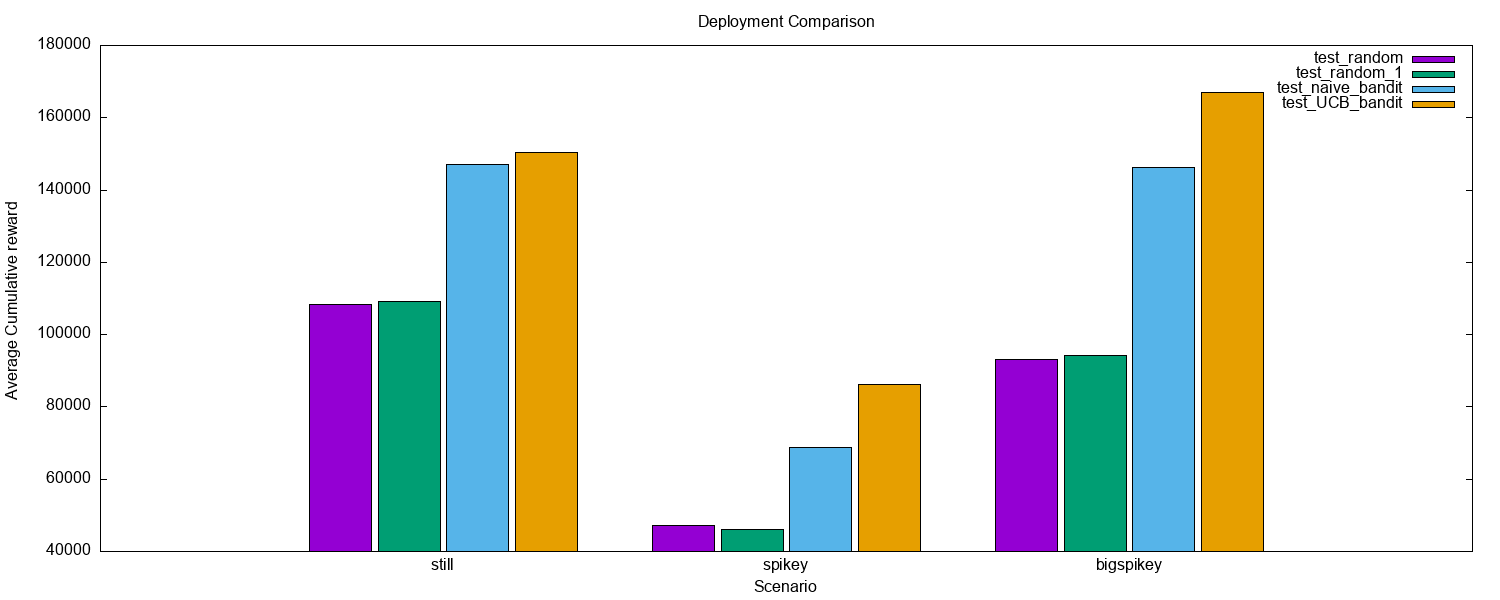 Deployment Comparison
180000
160000
140000
120000
100000
80000
60000
40000
Average Cumulative reward
test_random
test_random_1
test_naive_bandit
test_UCB_bandit
still
spikey
bigspikey
Scenario